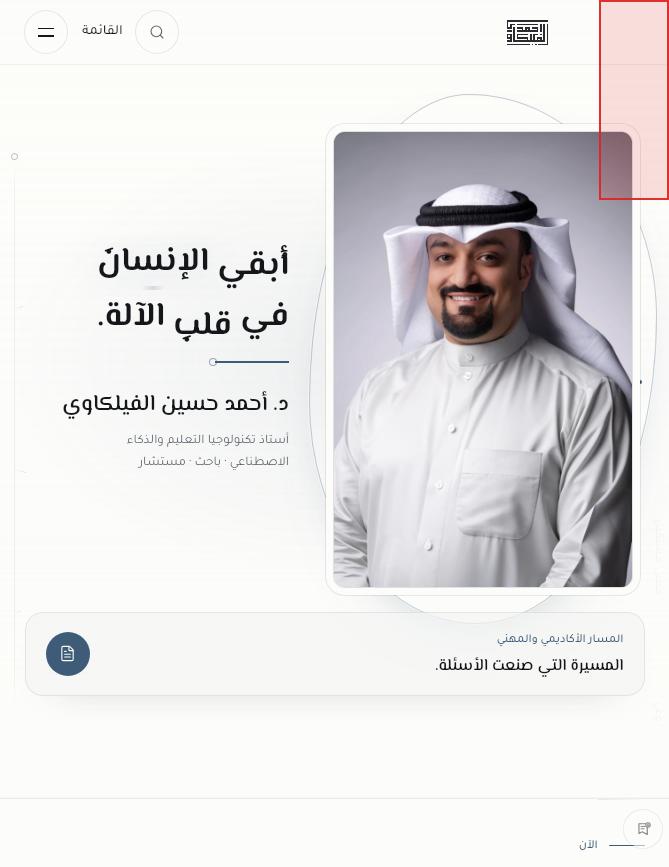 القائمة
أبقي الإنسانَ
في قلبِ الآلة.
د. أحمد حسين الفيلكاوي
أستاذ تكنولوجيا التعليم والذكاء
الاصطناعي · باحث · مستشار
المسار الأكاديمي والمهني
المسيرة التي صنعت الأسئلة.
الآن